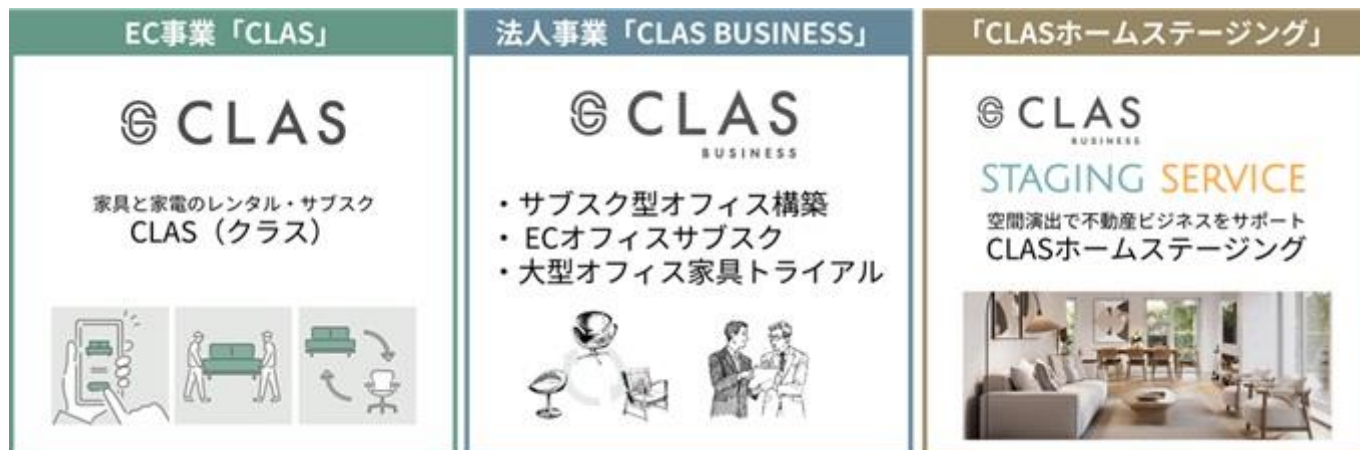 EC事業「CLAS」
CLAS
家具と家電のレンタル・サブスク
CLAS（クラス）
法人事業「CLAS BUSINESS」
CLAS
BUSINESS
・サブスク型オフィス構築
・ECオフィスサブスク
・大型オフィス家具トライアル
「CLASホームステージング」
CLAS
BUSINESS
STAGING SERVICE
空間演出で不動産ビジネスをサポート
CLASホームステージング